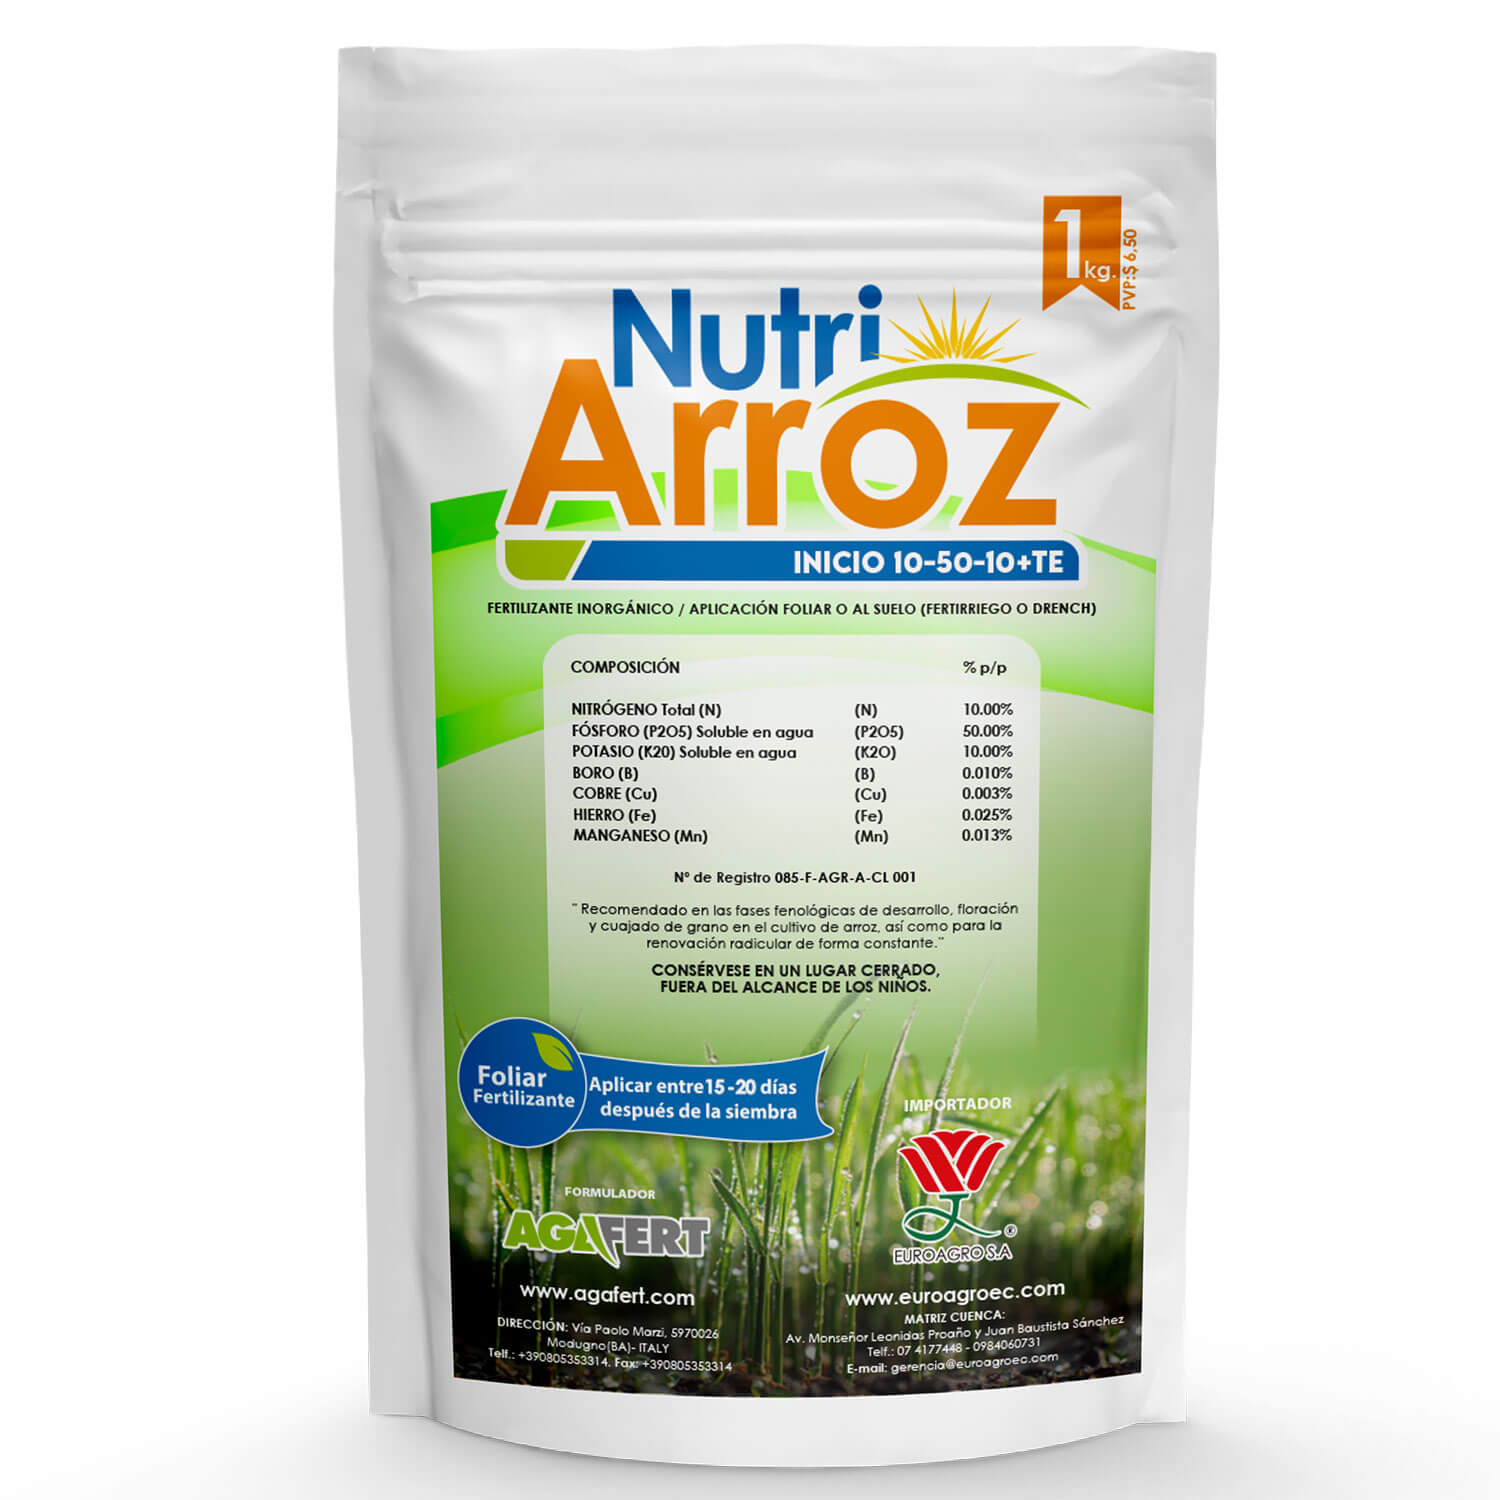 1 kg.
PVP:$ 6,50
Nutri
Arroz
INICIO 10-50-10+TE
FERTILIZANTE INORGÁNICO / APLICACIÓN FOLIAR O AL SUELO (FERTIRRIEGO O DRENCH)
COMPOSICIÓN % p/p
NITRÓGENO Total (N) (N) 10.00%
FÓSFORO (P2O5) Soluble en agua (P2O5) 50.00%
POTASIO (K20) Soluble en agua (K2O) 10.00%
BORO (B) (B) 0.010%
COBRE (Cu) (Cu) 0.003%
HIERRO (Fe) (Fe) 0.025%
MANGANESO (Mn) (Mn) 0.013%
Nº de Registro 085-F-AGR-A-CL 001
¨ Recomendado en las fases fenológicas de desarrollo, floración
y cuajado de grano en el cultivo de arroz, así como para la
renovación radicular de forma constante.¨
CONSÉRVESE EN UN LUGAR CERRADO,
FUERA DEL ALCANCE DE LOS NIÑOS.
Foliar
Fertilizante
Aplicar entre 15-20 días
después de la siembra
FORMULADOR
AGAFERT
www.agafert.com
DIRECCIÓN: Vía Paolo Marzi, 5970026
Modugno(BA)- ITALY
Telf.: +390805353314, Fax: +390805353314
IMPORTADOR
®
EUROAGRO S.A
www.euroagroec.com
MATRIZ CUENCA:
Av. Monseñor Leonidas Proaño y Juan Baustista Sánchez
Telf.: 07 4177448 - 0984060731
E-mail: gerencia@euroagroec.com